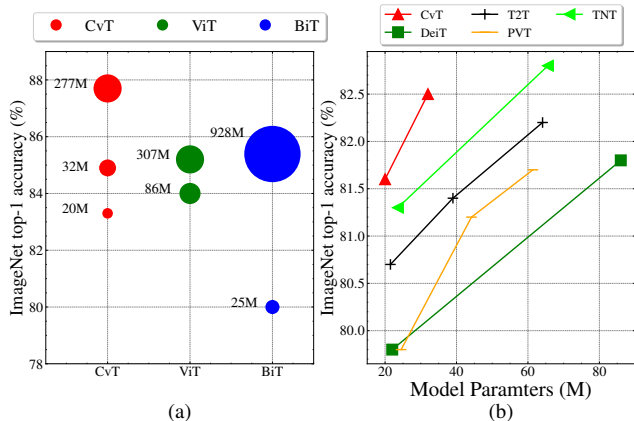 CvT ViT BiT
ImageNet top-1 accuracy (%)
88
86
84
82
80
78
277M
32M
20M
307M
86M
928M
25M
CvT ViT BiT
(a)
CvT T2T TNT
DeiT PVT
ImageNet top-1 accuracy (%)
82.5
82.0
81.5
81.0
80.5
80.0
20 40 60 80
Model Paramters (M)
(b)